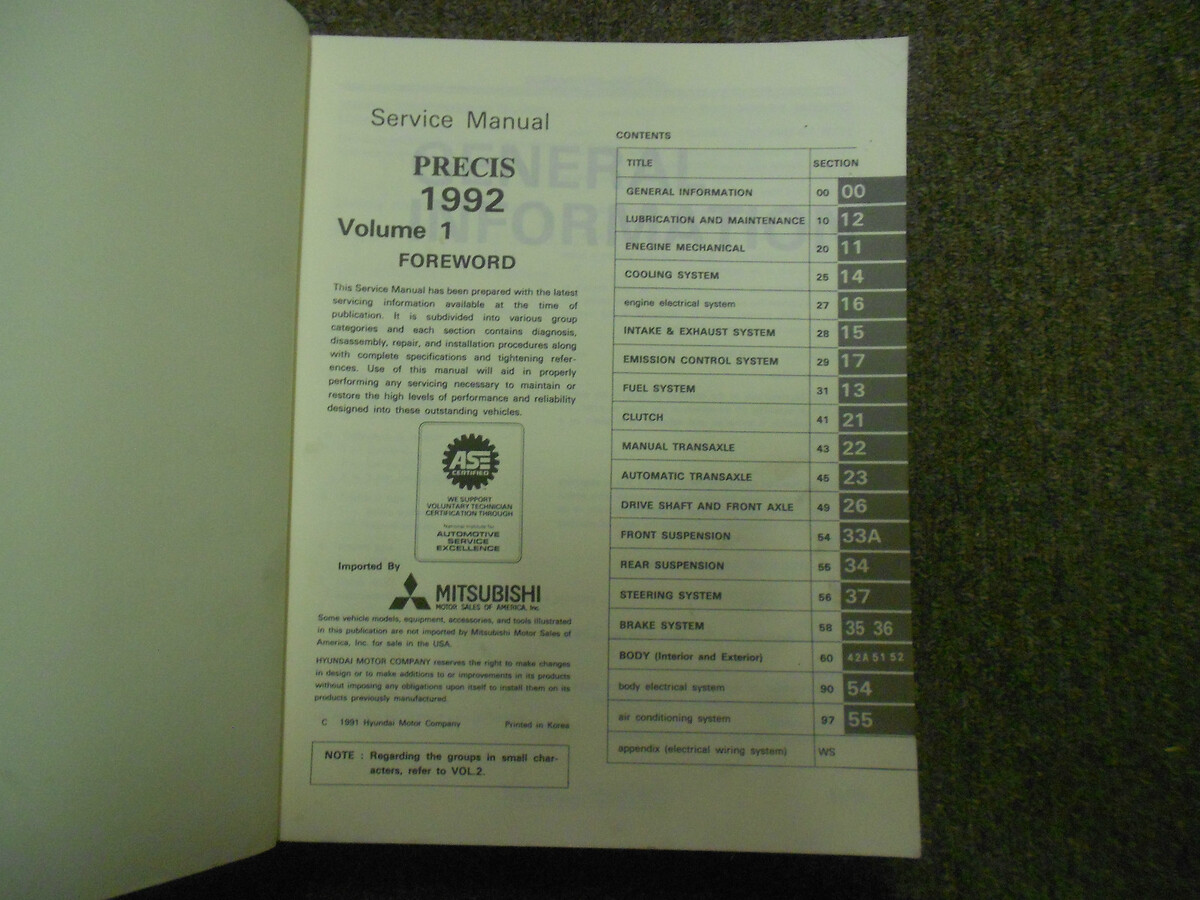 Service Manual
PRECIS
1992
Volume 1
FOREWORD
This Service Manual has been prepared with the latest
servicing information available at the time of
publication. It is subdivided into various group
categories and each section contains diagnosis,
disassembly, repair, and installation procedures along
with complete specifications and tightening refer-
ences. Use of this manual will aid in properly
performing any servicing necessary to maintain or
restore the high levels of performance and reliability
designed into these outstanding vehicles.
ASE
CERTIFIED
WE SUPPORT
VOLUNTARY TECHNICIAN
CERTIFICATION THROUGH
National Institute for
AUTOMOTIVE
SERVICE
EXCELLENCE
Imported By
MITSUBISHI
MOTOR SALES OF AMERICA, Inc.
Some vehicle models, equipment, accessories, and tools illustrated
in this publication are not imported by Mitsubishi Motor Sales of
America, Inc. for sale in the USA.
HYUNDAI MOTOR COMPANY reserves the right to make changes
in design or to make additions to or improvements in its products
without imposing any obligations upon itself to install them on its
products previously manufactured.
C 1991 Hyundai Motor Company Printed in Korea
NOTE : Regarding the groups in small char-
acters, refer to VOL.2.
CONTENTS
TITLE SECTION
GENERAL INFORMATION 00 00
LUBRICATION AND MAINTENANCE 10 12
ENEGINE MECHANICAL 20 11
COOLING SYSTEM 25 14
engine electrical system 27 16
INTAKE & EXHAUST SYSTEM 28 15
EMISSION CONTROL SYSTEM 29 17
FUEL SYSTEM 31 13
CLUTCH 41 21
MANUAL TRANSAXLE 43 22
AUTOMATIC TRANSAXLE 45 23
DRIVE SHAFT AND FRONT AXLE 49 26
FRONT SUSPENSION 54 33A
REAR SUSPENSION 55 34
STEERING SYSTEM 56 37
BRAKE SYSTEM 58 35 36
BODY (Interior and Exterior) 60 42A 51 52
body electrical system 90 54
air conditioning system 97 55
appendix (electrical wiring system) WS
GENERAL
INFORMATIO